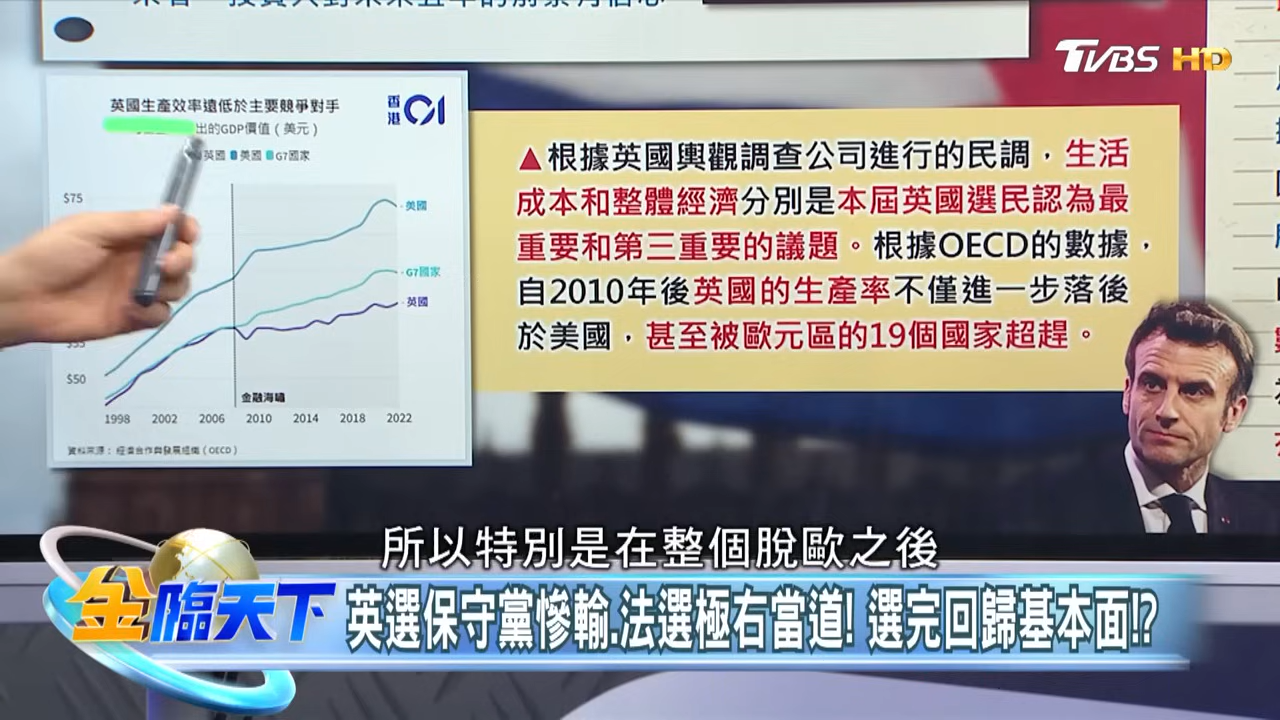 TVBS HD
英國生產效率遠低於主要競爭對手
出的GDP價值（美元）
香港01
英國 美國 G7國家
$75
美國
G7國家
英國
$50
金融海嘯
1998 2002 2006 2010 2014 2018 2022
資料來源：經濟合作與發展組織（OECD）
▲根據英國輿觀調查公司進行的民調，生活
成本和整體經濟分別是本屆英國選民認為最
重要和第三重要的議題。根據OECD的數據，
自2010年後英國的生產率不僅進一步落後
於美國，甚至被歐元區的19個國家超趕。
所以特別是在整個脫歐之後
金臨天下
英選保守黨慘輸.法選極右當道! 選完回歸基本面!?